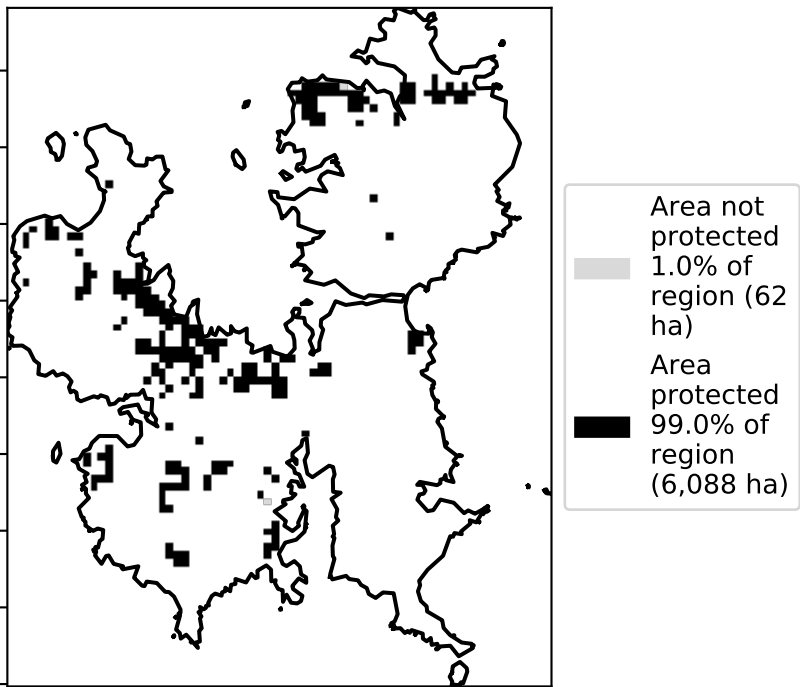 Area not
protected
1.0% of
region (62
ha)
Area
protected
99.0% of
region
(6,088 ha)